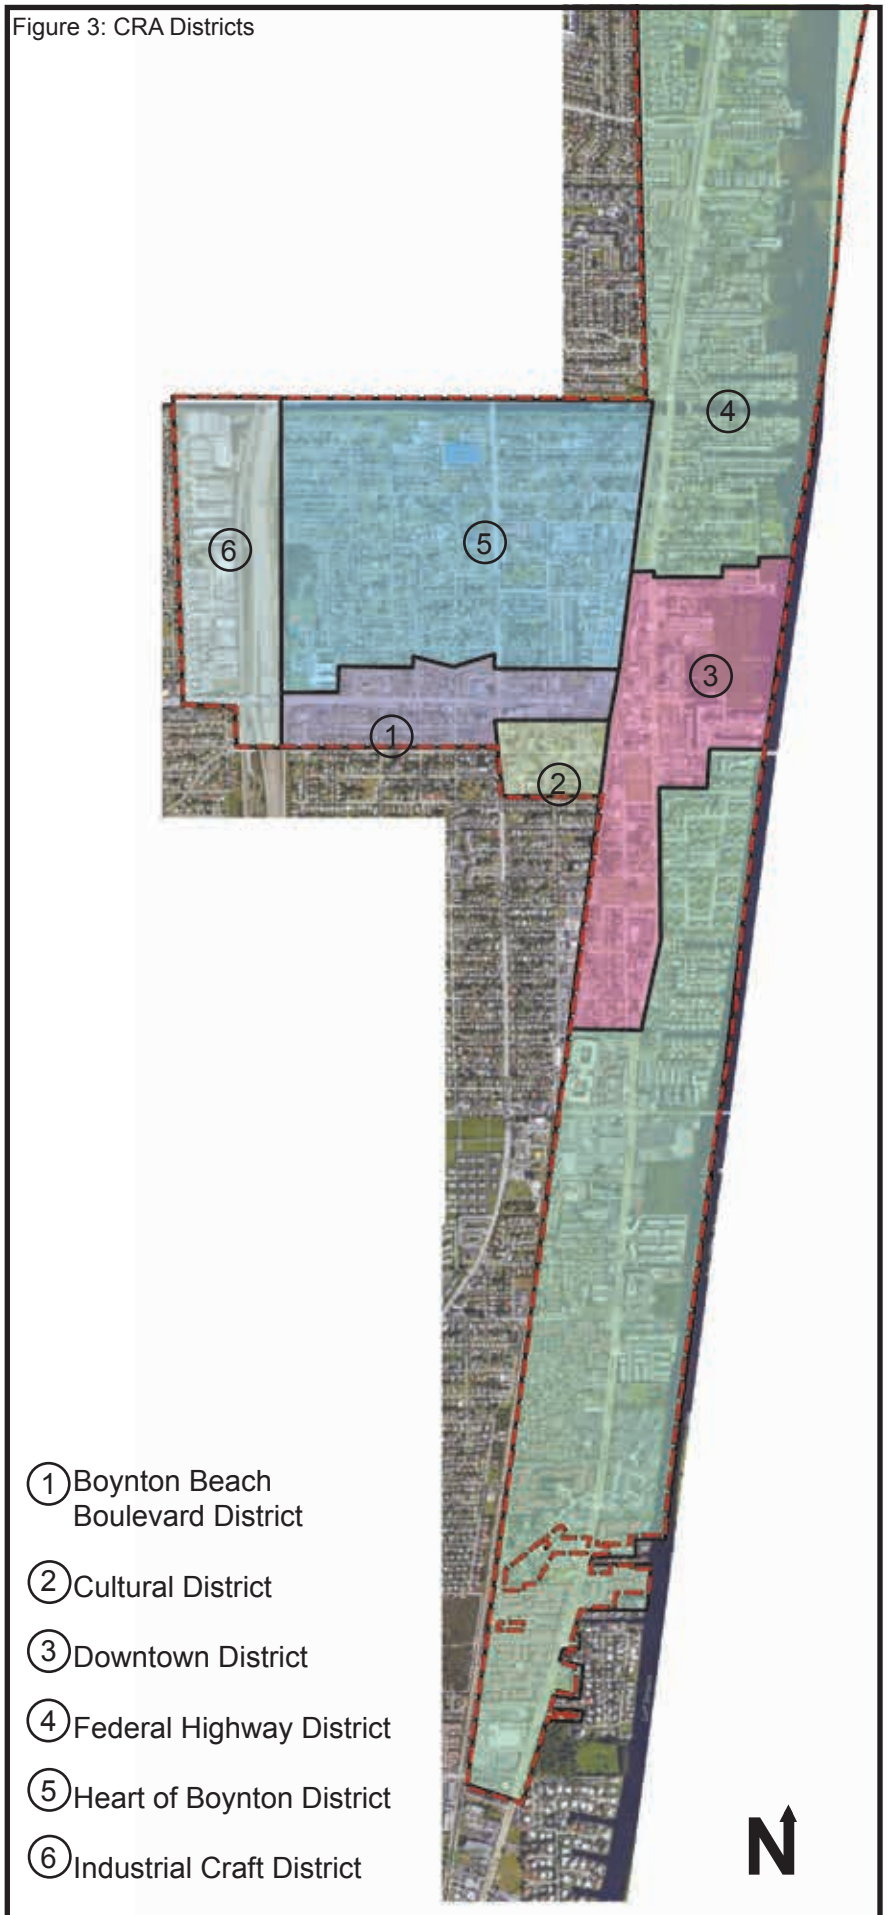 Figure 3: CRA Districts
4
6
5
3
1
2
1 Boynton Beach
Boulevard District
2 Cultural District
3 Downtown District
4 Federal Highway District
5 Heart of Boynton District
6 Industrial Craft District
N